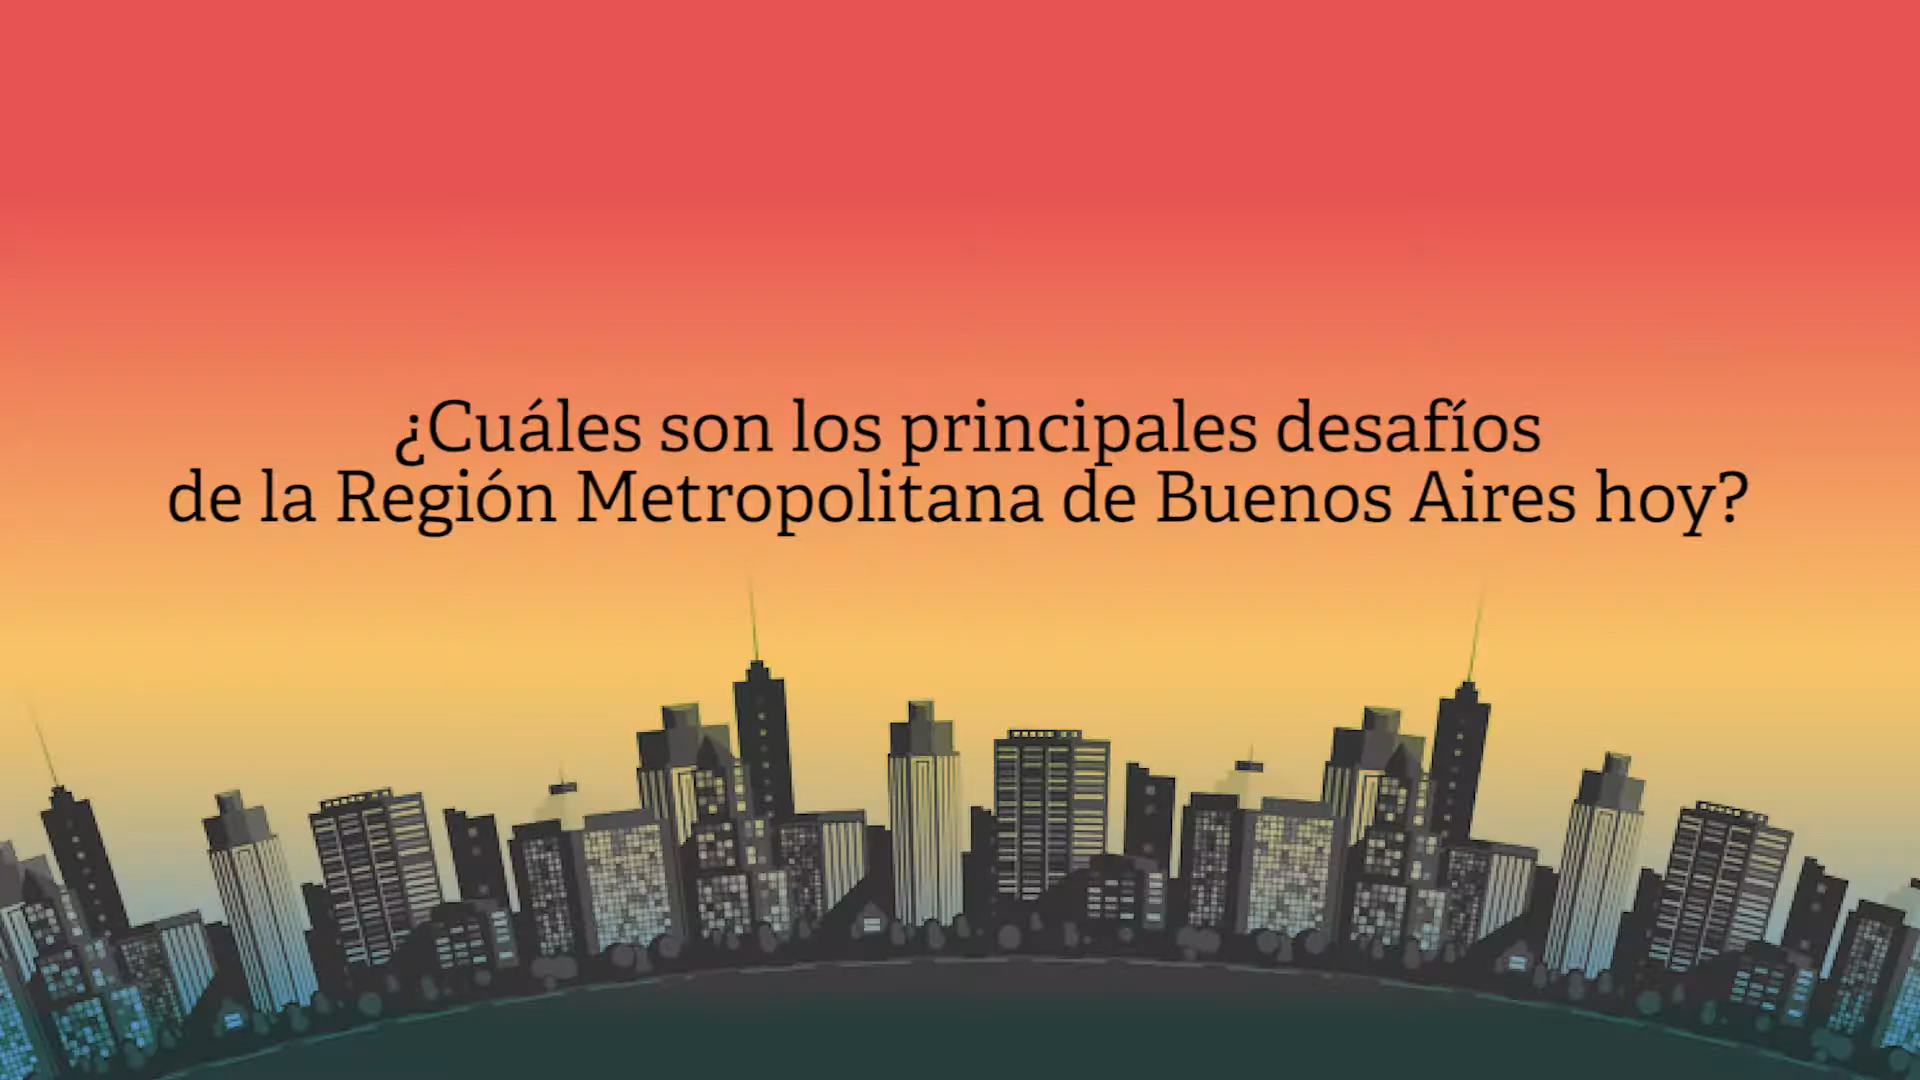 ¿Cuáles son los principales desafíos
de la Región Metropolitana de Buenos Aires hoy?